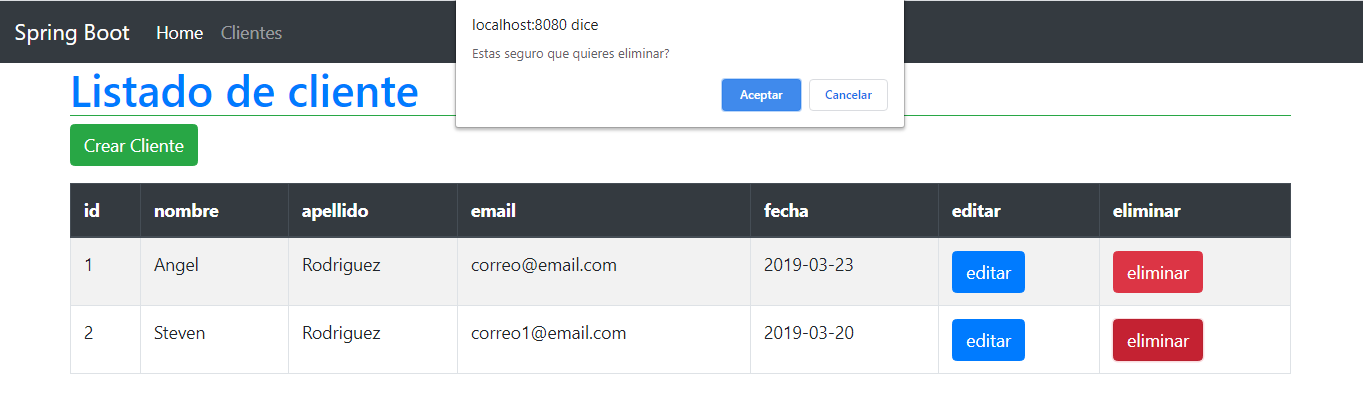 Spring Boot Home Clientes
localhost:8080 dice
Estas seguro que quieres eliminar?
Aceptar Cancelar
Listado de cliente
Crear Cliente
id nombre apellido email fecha editar eliminar
1 Angel Rodriguez correo@email.com 2019-03-23 editar eliminar
2 Steven Rodriguez correo1@email.com 2019-03-20 editar eliminar